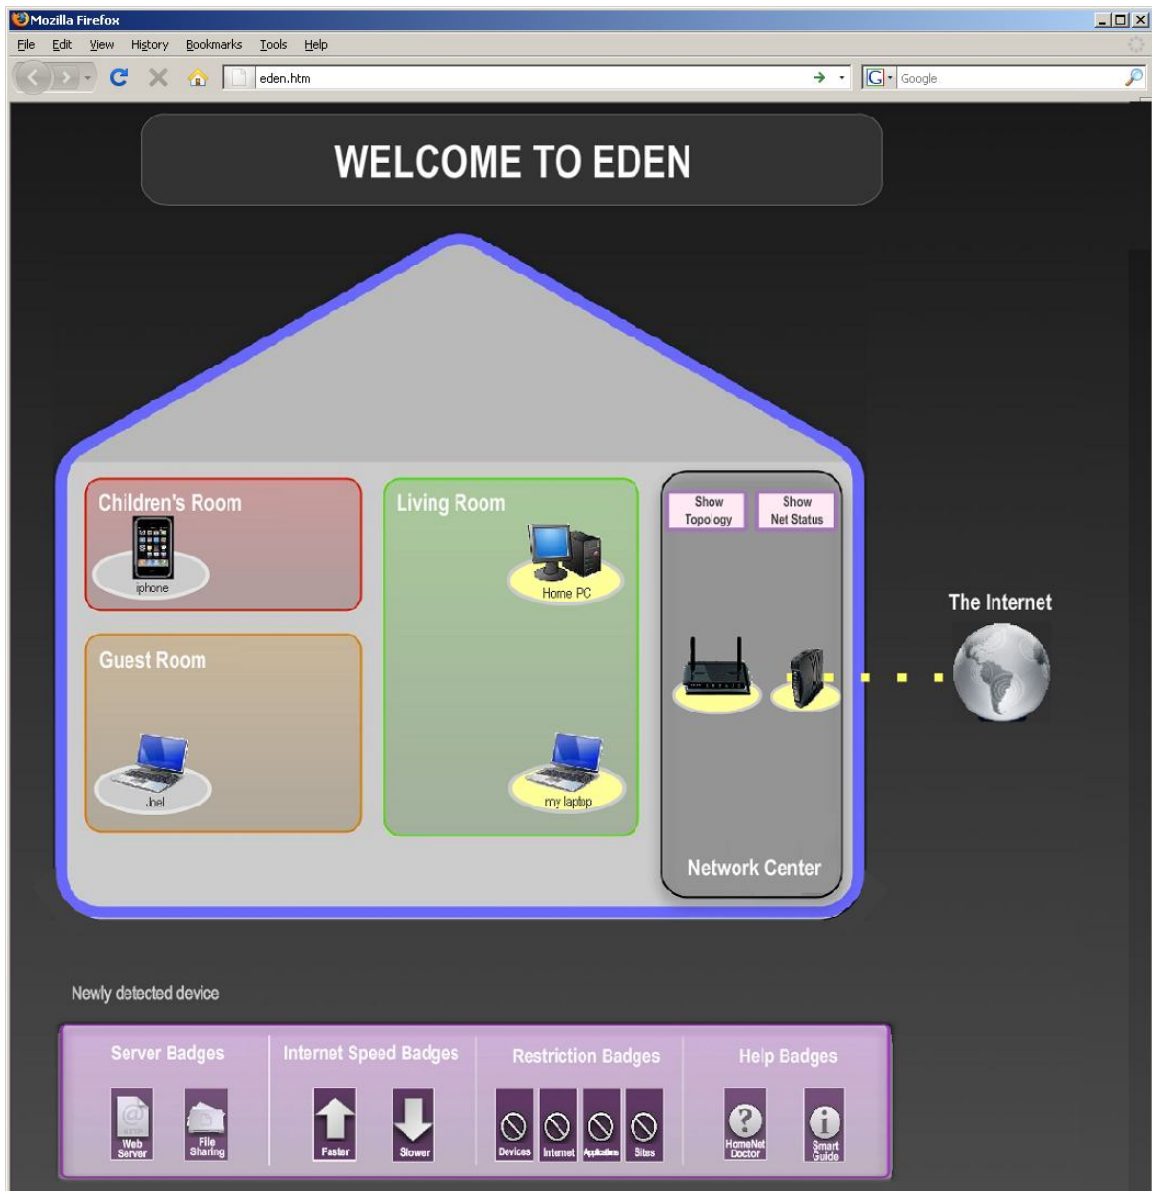 Mozilla Firefox
File Edit View History Bookmarks Tools Help
eden.htm
G Google
WELCOME TO EDEN
Children's Room
iphone
Living Room
Home PC
Show Topology
Show Net Status
The Internet
Guest Room
my laptop
Network Center
Newly detected device
Server Badges
Internet Speed Badges
Restriction Badges
Help Badges
@
HTTP
Web
Server
File
Sharing
Faster
Slower
Devices
Internet
Applications
Sites
?
HomeNet
Doctor
i
Smart
Guide